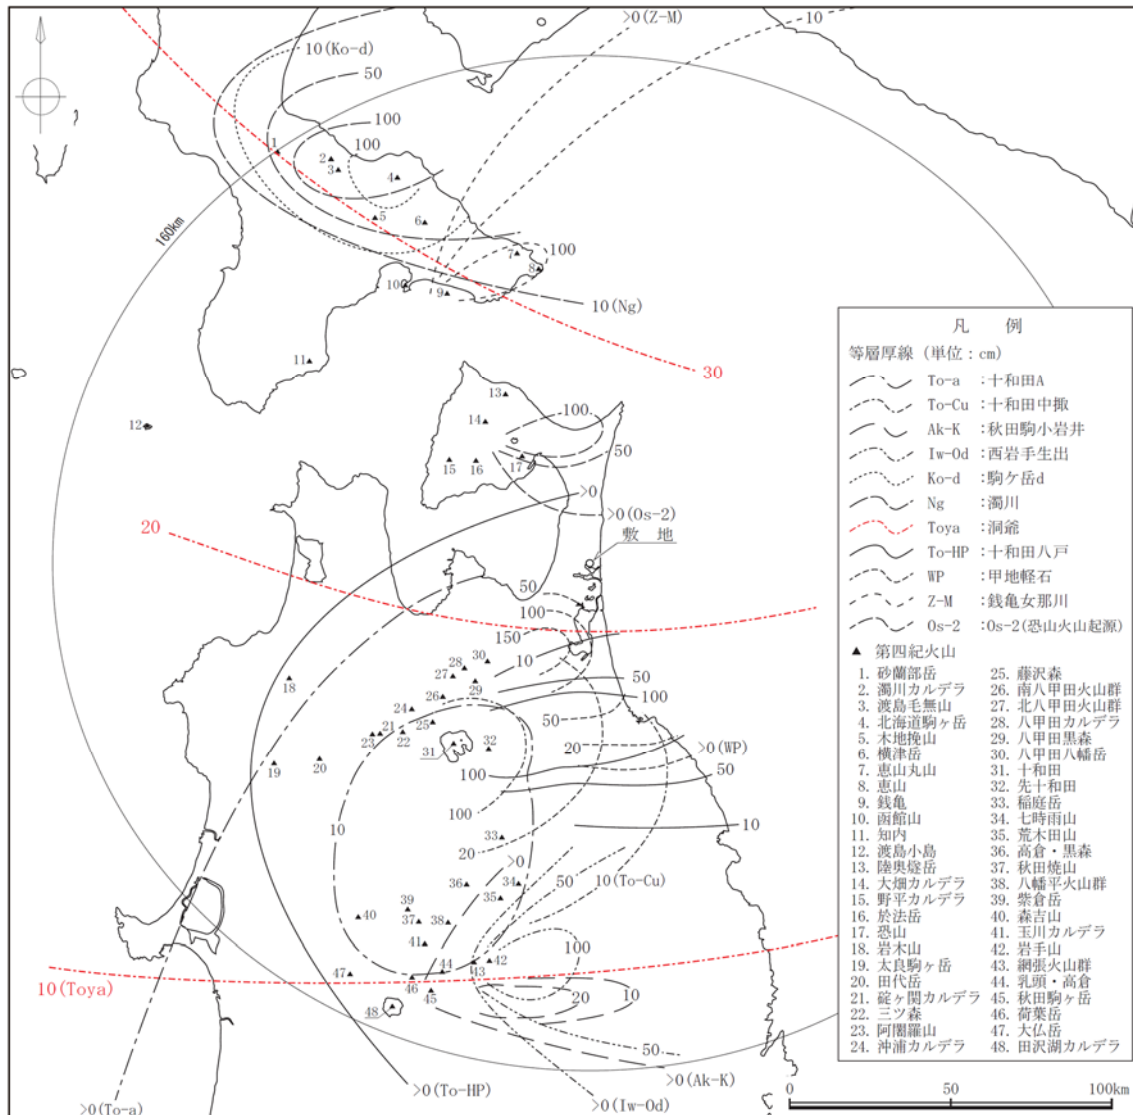 >0(Z-M)
10
10(Ko-d)
50
100
100
1
2
3
4
5
6
160km
7
100
8
9
10
10(Ng)
11
30
12
13
14
100
50
15
16
17
>0
>0(Os-2)
20
敷 地
50
100
150
10
50
100
18
30
28
27
29
26
24
25
21
23
22
31
32
50
20
>0(WP)
50
19
20
100
100
10
10
33
20
>0
50
10(To-Cu)
36
34
35
39
37
38
40
41
100
42
43
44
47
46
45
20
10
10(Toya)
48
50
>0(Ak-K)
>0(To-HP)
>0(Iw-Od)
>0(To-a)
凡 例
等層厚線 (単位:cm)
To-a :十和田A
To-Cu :十和田中掫
Ak-K :秋田駒小岩井
Iw-Od :西岩手生出
Ko-d :駒ケ岳d
Ng :濁川
Toya :洞爺
To-HP :十和田八戸
WP :甲地軽石
Z-M :銭亀女那川
Os-2 :Os-2(恐山火山起源)
▲ 第四紀火山
1. 砂蘭部岳
2. 濁川カルデラ
3. 渡島毛無山
4. 北海道駒ヶ岳
5. 木地挽山
6. 横津岳
7. 恵山丸山
8. 恵山
9. 銭亀
10. 函館山
11. 知内
12. 渡島小島
13. 陸奥燧岳
14. 大畑カルデラ
15. 野平カルデラ
16. 於法岳
17. 恐山
18. 岩木山
19. 太良駒ヶ岳
20. 田代岳
21. 碇ヶ関カルデラ
22. 三ツ森
23. 阿闍羅山
24. 沖浦カルデラ
25. 藤沢森
26. 南八甲田火山群
27. 北八甲田火山群
28. 八甲田カルデラ
29. 八甲田黒森
30. 八甲田八幡岳
31. 十和田
32. 先十和田
33. 稲庭岳
34. 七時雨山
35. 荒木田山
36. 高倉・黒森
37. 秋田焼山
38. 八幡平火山群
39. 柴倉岳
40. 森吉山
41. 玉川カルデラ
42. 岩手山
43. 網張火山群
44. 乳頭・高倉
45. 秋田駒ヶ岳
46. 荷葉岳
47. 大仏岳
48. 田沢湖カルデラ
0
50
100km